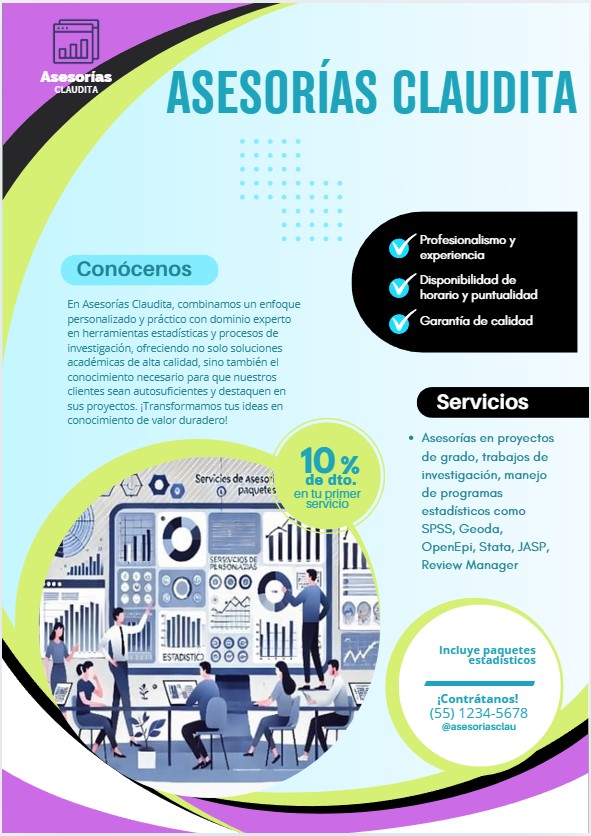 Asesorías
CLAUDITA
ASESORÍAS CLAUDITA
Profesionalismo y
experiencia
Disponibilidad de
horario y puntualidad
Garantía de calidad
Conócenos
En Asesorías Claudita, combinamos un enfoque
personalizado y práctico con dominio experto
en herramientas estadísticas y procesos de
investigación, ofreciendo no solo soluciones
académicas de alta calidad, sino también el
conocimiento necesario para que nuestros
clientes sean autosuficientes y destaquen en
sus proyectos. ¡Transformamos tus ideas en
conocimiento de valor duradero!
Servicios
• Asesorías en proyectos
de grado, trabajos de
investigación, manejo
de programas
estadísticos como
SPSS, Geoda,
OpenEpi, Stata, JASP,
Review Manager
10 %
de dto.
en tu primer
servicio
Servicios de Asesorí
paquetes
ESTADISTICO
Incluye paquetes
estadísticos
¡Contrátanos!
(55) 1234-5678
@asesoriasclau